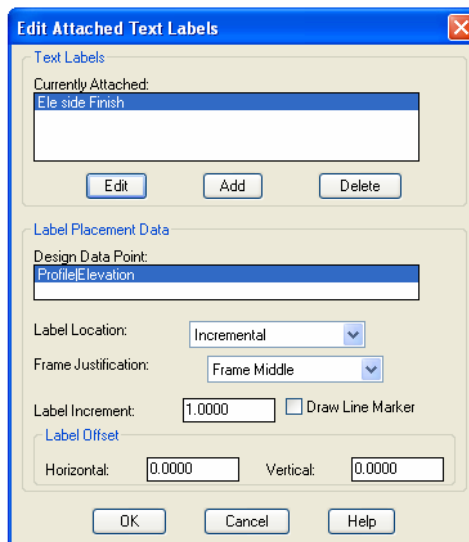 Edit Attached Text Labels
Text Labels
Currently Attached:
Ele side Finish
Edit Add Delete
Label Placement Data
Design Data Point:
Profile|Elevation
Label Location: Incremental
Frame Justification: Frame Middle
Label Increment: 1.0000 Draw Line Marker
Label Offset
Horizontal: 0.0000 Vertical: 0.0000
OK Cancel Help